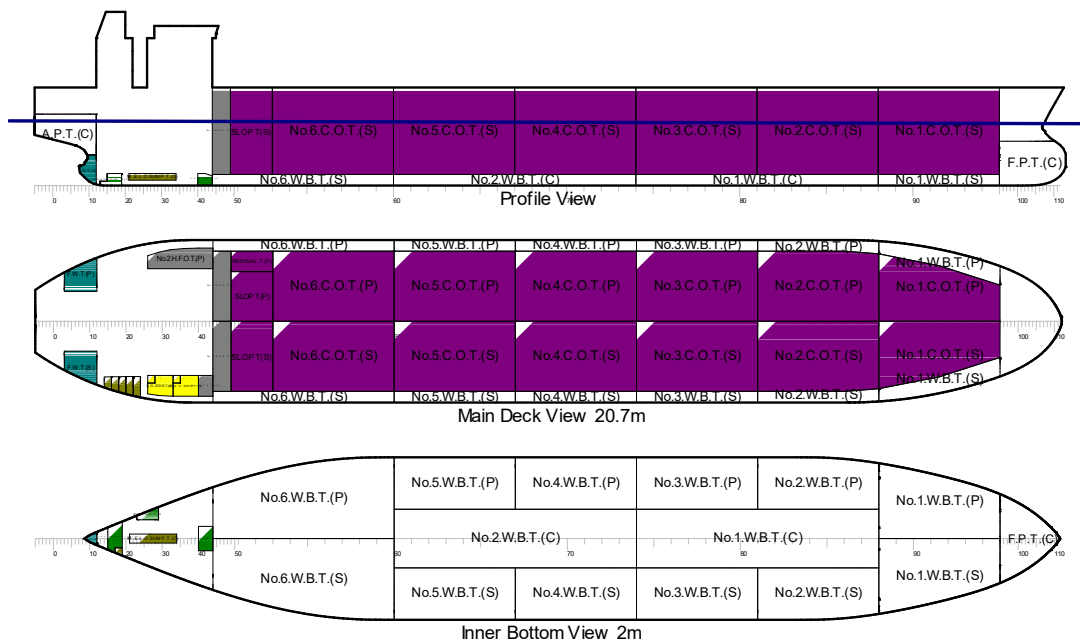 A.P.T.(C)
SLOP.T(S)
No.6.C.O.T.(S)
No.5.C.O.T.(S)
No.4.C.O.T.(S)
No.3.C.O.T.(S)
No.2.C.O.T.(S)
No.1.C.O.T.(S)
F.P.T.(C)
No.6.W.B.T.(S)
No.2.W.B.T.(C)
No.1.W.B.T.(C)
No.1.W.B.T.(S)
0 10 20 30 40 50 60 70 80 90 100 110
Profile View
No.6.W.B.T.(P)
No.5.W.B.T.(P)
No.4.W.B.T.(P)
No.3.W.B.T.(P)
No.2.W.B.T.(P)
No.1.W.B.T.(P)
No.2.H.F.O.T.(P)
F.W.T.(P)
SLOP.T(P)
No.6.C.O.T.(P)
No.5.C.O.T.(P)
No.4.C.O.T.(P)
No.3.C.O.T.(P)
No.2.C.O.T.(P)
No.1.C.O.T.(P)
0 10 20 30 40 50 60 70 80 90 100 110
F.W.T.(S)
SLOP.T(S)
No.6.C.O.T.(S)
No.5.C.O.T.(S)
No.4.C.O.T.(S)
No.3.C.O.T.(S)
No.2.C.O.T.(S)
No.1.C.O.T.(S)
No.6.W.B.T.(S)
No.5.W.B.T.(S)
No.4.W.B.T.(S)
No.3.W.B.T.(S)
No.2.W.B.T.(S)
No.1.W.B.T.(S)
Main Deck View 20.7m
No.6.W.B.T.(P)
No.5.W.B.T.(P)
No.4.W.B.T.(P)
No.3.W.B.T.(P)
No.2.W.B.T.(P)
No.1.W.B.T.(P)
No.2.W.B.T.(C)
No.1.W.B.T.(C)
F.P.T.(C)
0 10 20 30 40 50 60 70 80 90 100 110
No.6.W.B.T.(S)
No.5.W.B.T.(S)
No.4.W.B.T.(S)
No.3.W.B.T.(S)
No.2.W.B.T.(S)
No.1.W.B.T.(S)
Inner Bottom View 2m